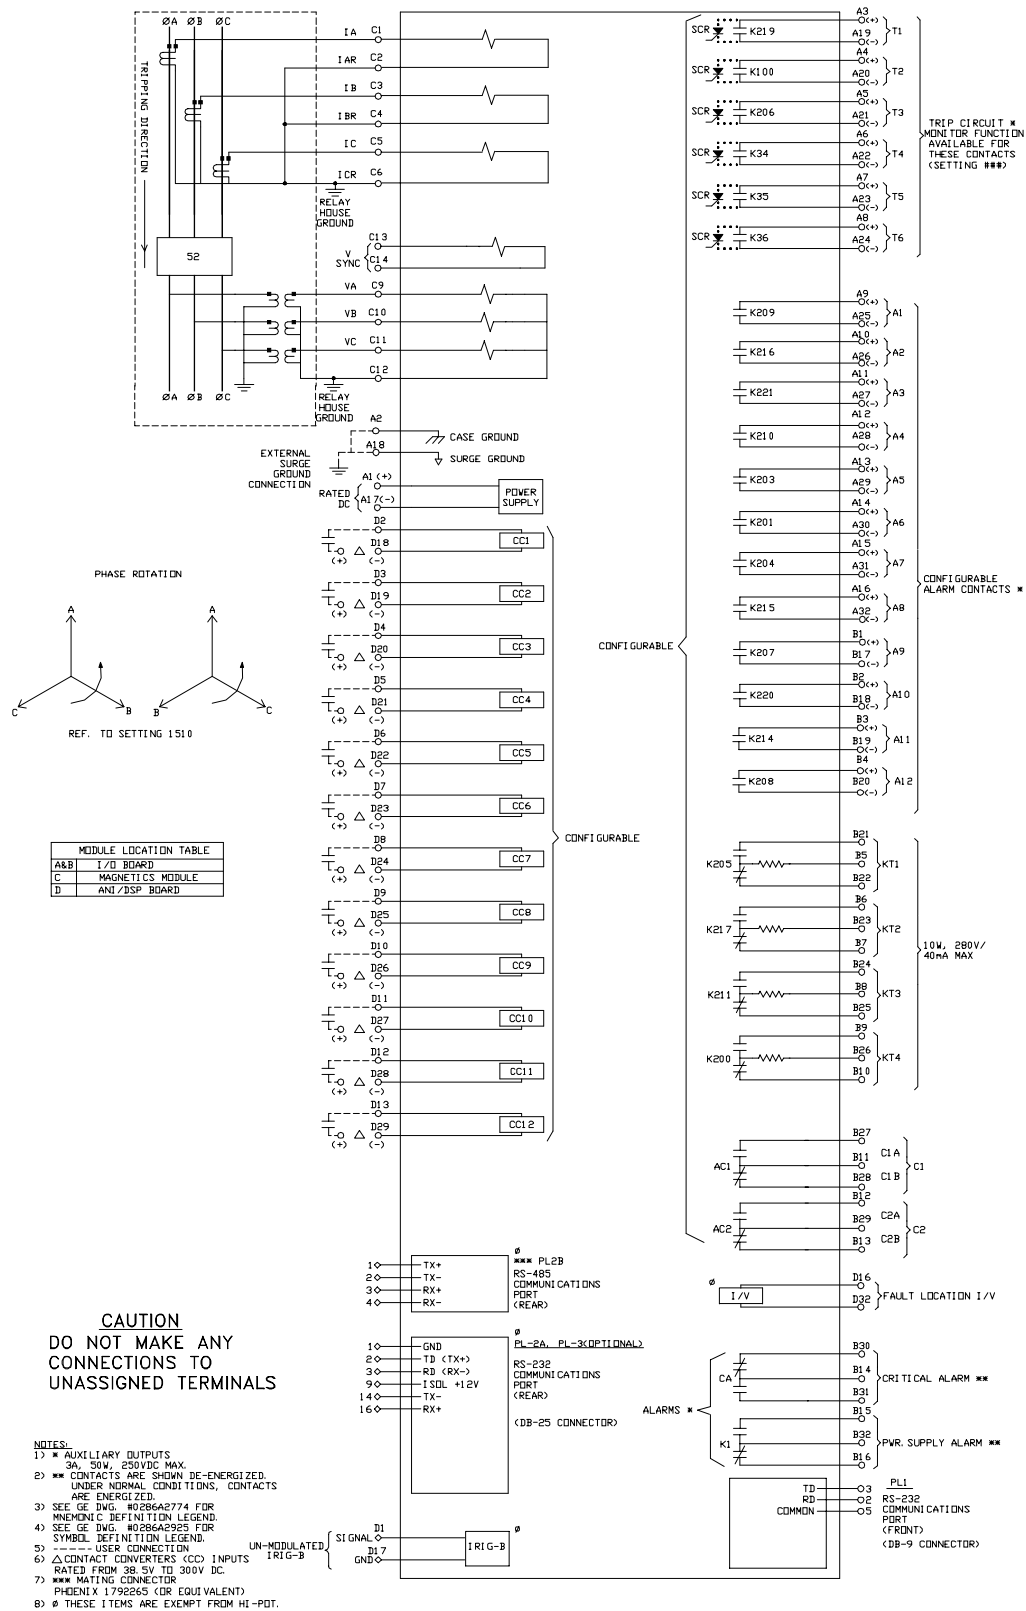 ØA ØB ØC
TRIPPING DIRECTION
52
ØA ØB ØC
IA C1
IAR C2
IB C3
IBR C4
IC C5
ICR C6
RELAY
HOUSE
GROUND
C13
V
SYNC
C14
VA C9
VB C10
VC C11
C12
RELAY
HOUSE
GROUND
A2
CASE GROUND
A18
SURGE GROUND
EXTERNAL
SURGE
GROUND
CONNECTION
A1(+)
RATED
DC
A17(-)
POWER
SUPPLY
D2
D18
(+) △ (-)
CC1
D3
D19
(+) △ (-)
CC2
D4
D20
(+) △ (-)
CC3
D5
D21
(+) △ (-)
CC4
D6
D22
(+) △ (-)
CC5
D7
D23
(+) △ (-)
CC6
D8
D24
(+) △ (-)
CC7
D9
D25
(+) △ (-)
CC8
D10
D26
(+) △ (-)
CC9
D11
D27
(+) △ (-)
CC10
D12
D28
(+) △ (-)
CC11
D13
D29
(+) △ (-)
CC12
CONFIGURABLE
PHASE ROTATION
A
C B
A
B C
REF. TO SETTING 1510
MODULE LOCATION TABLE
A&B I/O BOARD
C MAGNETICS MODULE
D ANI/DSP BOARD
CONFIGURABLE
SCR K219 A3 (+) A19 (-) T1
SCR K100 A4 (+) A20 (-) T2
SCR K206 A5 (+) A21 (-) T3
SCR K34 A6 (+) A22 (-) T4
SCR K35 A7 (+) A23 (-) T5
SCR K36 A8 (+) A24 (-) T6
TRIP CIRCUIT *
MONITOR FUNCTION
AVAILABLE FOR
THESE CONTACTS
(SETTING ###)
K209 A9 (+) A25 (-) A1
K216 A10 (+) A26 (-) A2
K221 A11 (+) A27 (-) A3
K210 A12 (+) A28 (-) A4
K203 A13 (+) A29 (-) A5
K201 A14 (+) A30 (-) A6
K204 A15 (+) A31 (-) A7
K215 A16 (+) A32 (-) A8
K207 B1 (+) B17 (-) A9
K220 B2 (+) B18 (-) A10
K214 B3 (+) B19 (-) A11
K208 B4 (+) B20 (-) A12
CONFIGURABLE
ALARM CONTACTS *
K205 B21 B5 B22 KT1
K217 B6 B23 B7 KT2
K211 B24 B8 B25 KT3
K200 B9 B26 B10 KT4
10W, 280V/
40mA MAX
AC1 B27 B11 B28 C1A C1B C1
AC2 B12 B29 B13 C2A C2B C2
Ø
I/V
D16
D32
FAULT LOCATION I/V
ALARMS *
CA B30 B14 B31 CRITICAL ALARM **
K1 B15 B32 B16 PWR. SUPPLY ALARM **
TD 3
RD 2
COMMON 5
PL1
RS-232
COMMUNICATIONS
PORT
(FRONT)
(DB-9 CONNECTOR)
1 TX+
2 TX-
3 RX+
4 RX-
Ø
*** PL2B
RS-485
COMMUNICATIONS
PORT
(REAR)
1 GND
2 TD (TX+)
3 RD (RX-)
9 ISOL +12V
14 TX-
16 RX+
Ø
PL-2A, PL-3(OPTIONAL)
RS-232
COMMUNICATIONS
PORT
(REAR)
(DB-25 CONNECTOR)
UN-MODULATED
IRIG-B
D1
SIGNAL
D17
GND
IRIG-B
Ø
CAUTION
DO NOT MAKE ANY
CONNECTIONS TO
UNASSIGNED TERMINALS
NOTES:
1) * AUXILIARY OUTPUTS
3A, 50W, 250VDC MAX.
2) ** CONTACTS ARE SHOWN DE-ENERGIZED.
UNDER NORMAL CONDITIONS, CONTACTS
ARE ENERGIZED.
3) SEE GE DWG. #0286A2774 FOR
MNEMONIC DEFINITION LEGEND.
4) SEE GE DWG. #0286A2925 FOR
SYMBOL DEFINITION LEGEND.
5) ------ USER CONNECTION
6) △ CONTACT CONVERTERS (CC) INPUTS
RATED FROM 38.5V TO 300V DC.
7) *** MATING CONNECTOR
PHOENIX 1792265 (OR EQUIVALENT)
8) Ø THESE ITEMS ARE EXEMPT FROM HI-POT.